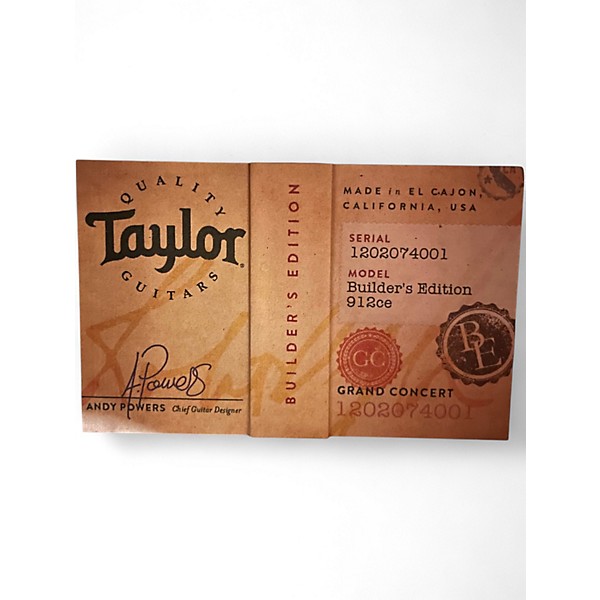 QUALITY
Taylor
GUITARS
A. Powers
ANDY POWERS Chief Guitar Designer
BUILDER'S EDITION
MADE in EL CAJON,
CALIFORNIA, USA
SERIAL
1202074001
MODEL
Builder's Edition
912ce
GC
BE
GRAND CONCERT
1202074001